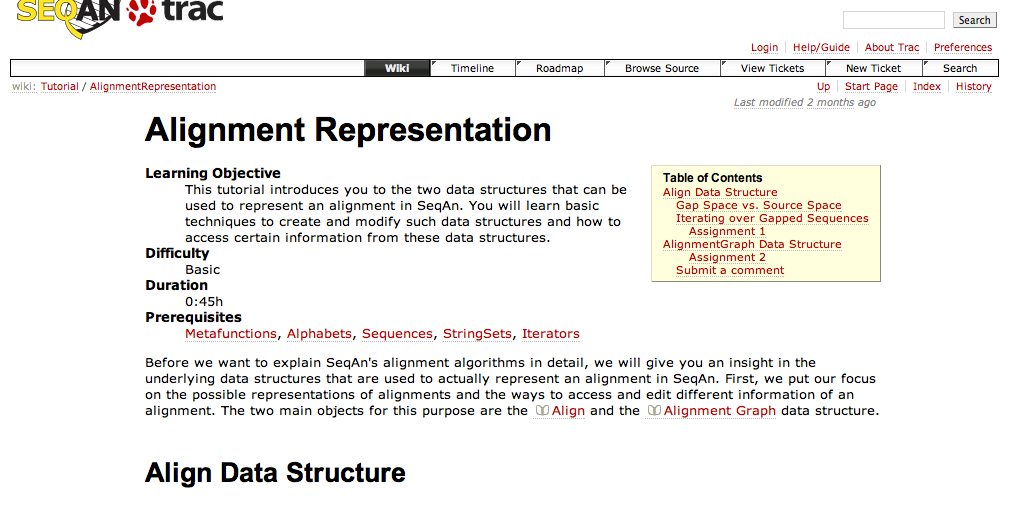 SEQAN trac
Search
Login Help/Guide About Trac Preferences
Wiki Timeline Roadmap Browse Source View Tickets New Ticket Search
wiki: Tutorial / AlignmentRepresentation
Up Start Page Index History
Last modified 2 months ago
Alignment Representation
Learning Objective
This tutorial introduces you to the two data structures that can be
used to represent an alignment in SeqAn. You will learn basic
techniques to create and modify such data structures and how to
access certain information from these data structures.
Difficulty
Basic
Duration
0:45h
Prerequisites
Metafunctions, Alphabets, Sequences, StringSets, Iterators
Table of Contents
Align Data Structure
Gap Space vs. Source Space
Iterating over Gapped Sequences
Assignment 1
AlignmentGraph Data Structure
Assignment 2
Submit a comment
Before we want to explain SeqAn's alignment algorithms in detail, we will give you an insight in the
underlying data structures that are used to actually represent an alignment in SeqAn. First, we put our focus
on the possible representations of alignments and the ways to access and edit different information of an
alignment. The two main objects for this purpose are the Align and the Alignment Graph data structure.
Align Data Structure